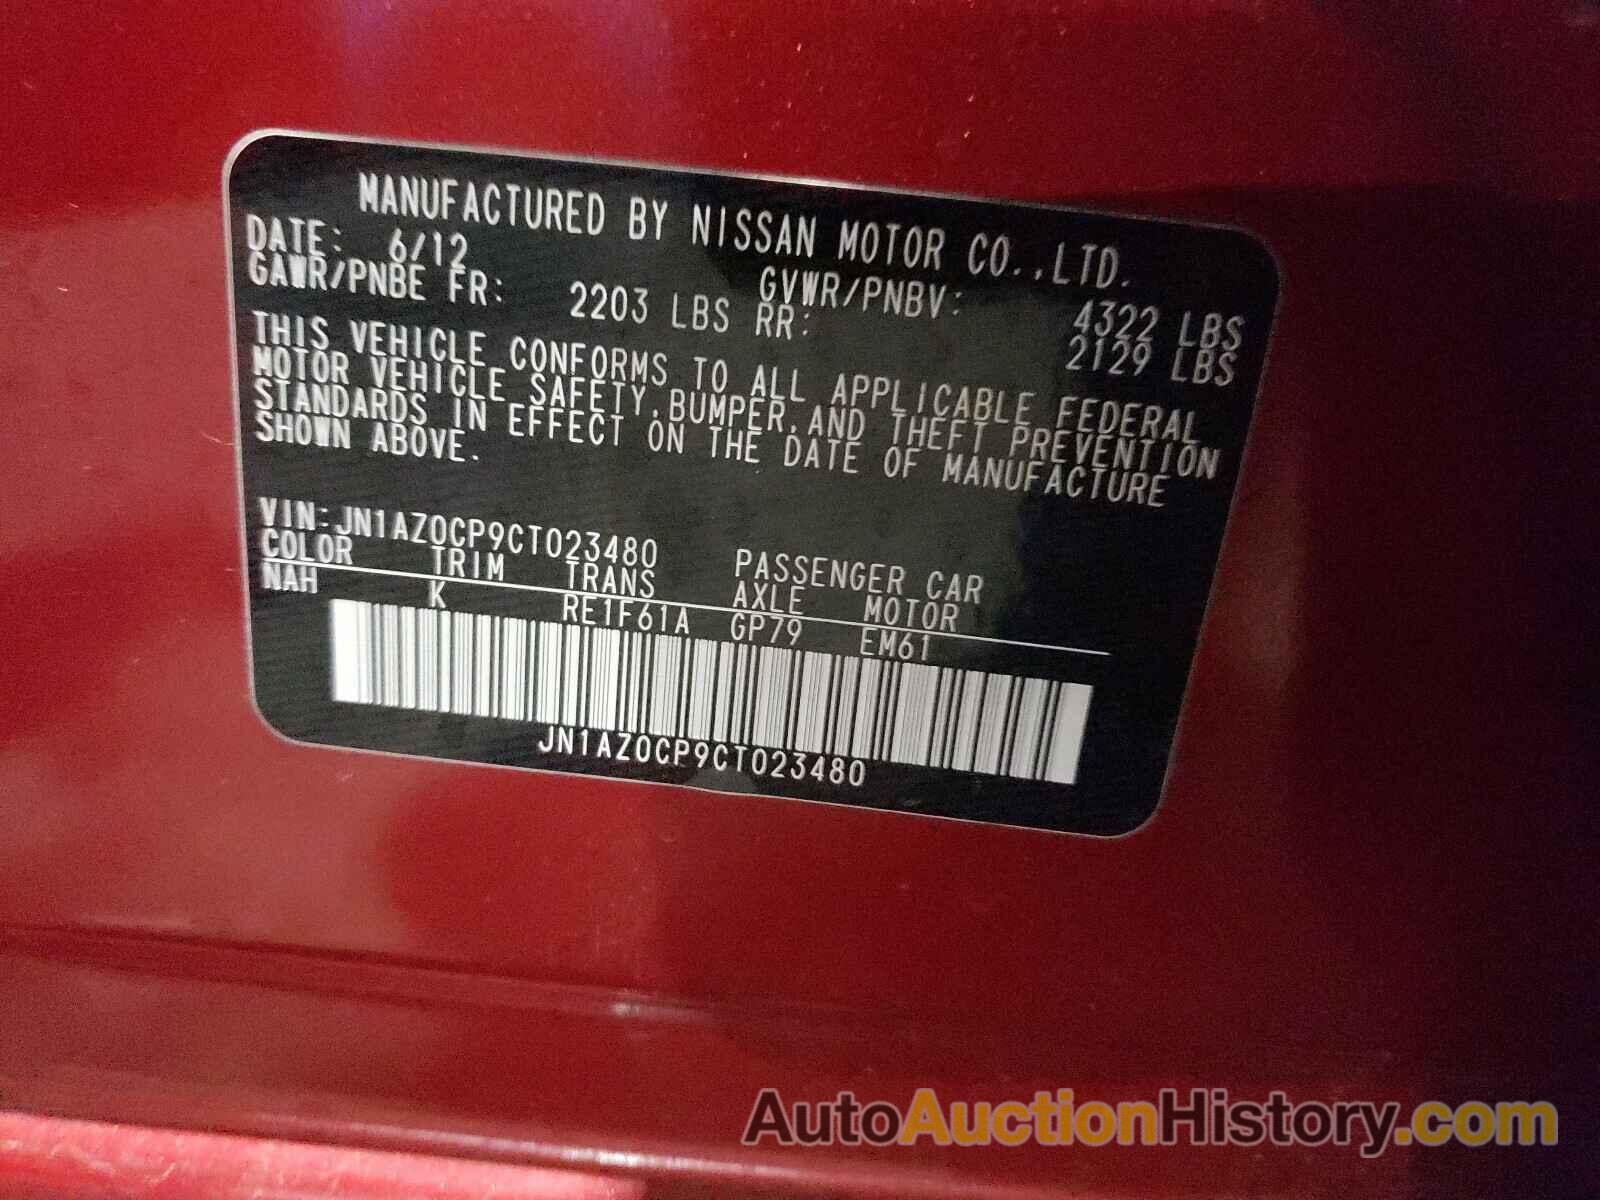 MANUFACTURED BY NISSAN MOTOR CO.,LTD.
DATE: 6/12 GVWR/PNBV: 4322 LBS
GAWR/PNBE FR: 2203 LBS RR: 2129 LBS
THIS VEHICLE CONFORMS TO ALL APPLICABLE FEDERAL
MOTOR VEHICLE SAFETY,BUMPER,AND THEFT PREVENTION
STANDARDS IN EFFECT ON THE DATE OF MANUFACTURE
SHOWN ABOVE.
VIN:JN1AZ0CP9CT023480 PASSENGER CAR
COLOR TRIM TRANS AXLE MOTOR
NAH K RE1F61A GP79 EM61
JN1AZ0CP9CT023480
AutoAuctionHistory.com